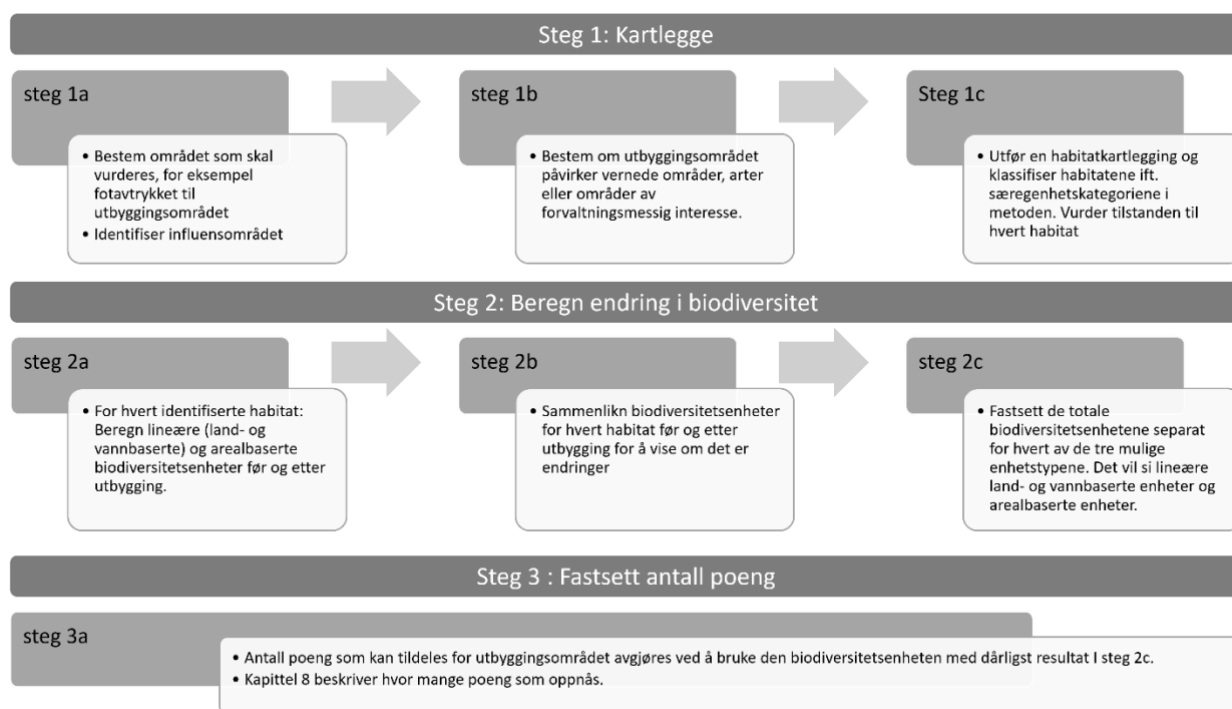 Steg 1: Kartlegge
steg 1a
• Bestem området som skal
vurderes, for eksempel
fotavtrykket til
utbyggingsområdet
• Identifiser influensområdet
steg 1b
• Bestem om utbyggingsområdet
påvirker vernede områder, arter
eller områder av
forvaltningsmessig interesse.
Steg 1c
• Utfør en habitatkartlegging og
klassifiser habitatene ift.
særegenhetskategoriene i
metoden. Vurder tilstanden til
hvert habitat
Steg 2: Beregn endring i biodiversitet
steg 2a
• For hvert identifiserte habitat:
Beregn lineære (land- og
vannbaserte) og arealbaserte
biodiversitetsenheter før og etter
utbygging.
steg 2b
• Sammenlikn biodiversitetsenheter
for hvert habitat før og etter
utbygging for å vise om det er
endringer
steg 2c
• Fastsett de totale
biodiversitetsenhetene separat
for hvert av de tre mulige
enhetstypene. Det vil si lineære
land- og vannbaserte enheter og
arealbaserte enheter.
Steg 3 : Fastsett antall poeng
steg 3a
• Antall poeng som kan tildeles for utbyggingsområdet avgjøres ved å bruke den biodiversitetsenheten med dårligst resultat I steg 2c.
• Kapittel 8 beskriver hvor mange poeng som oppnås.